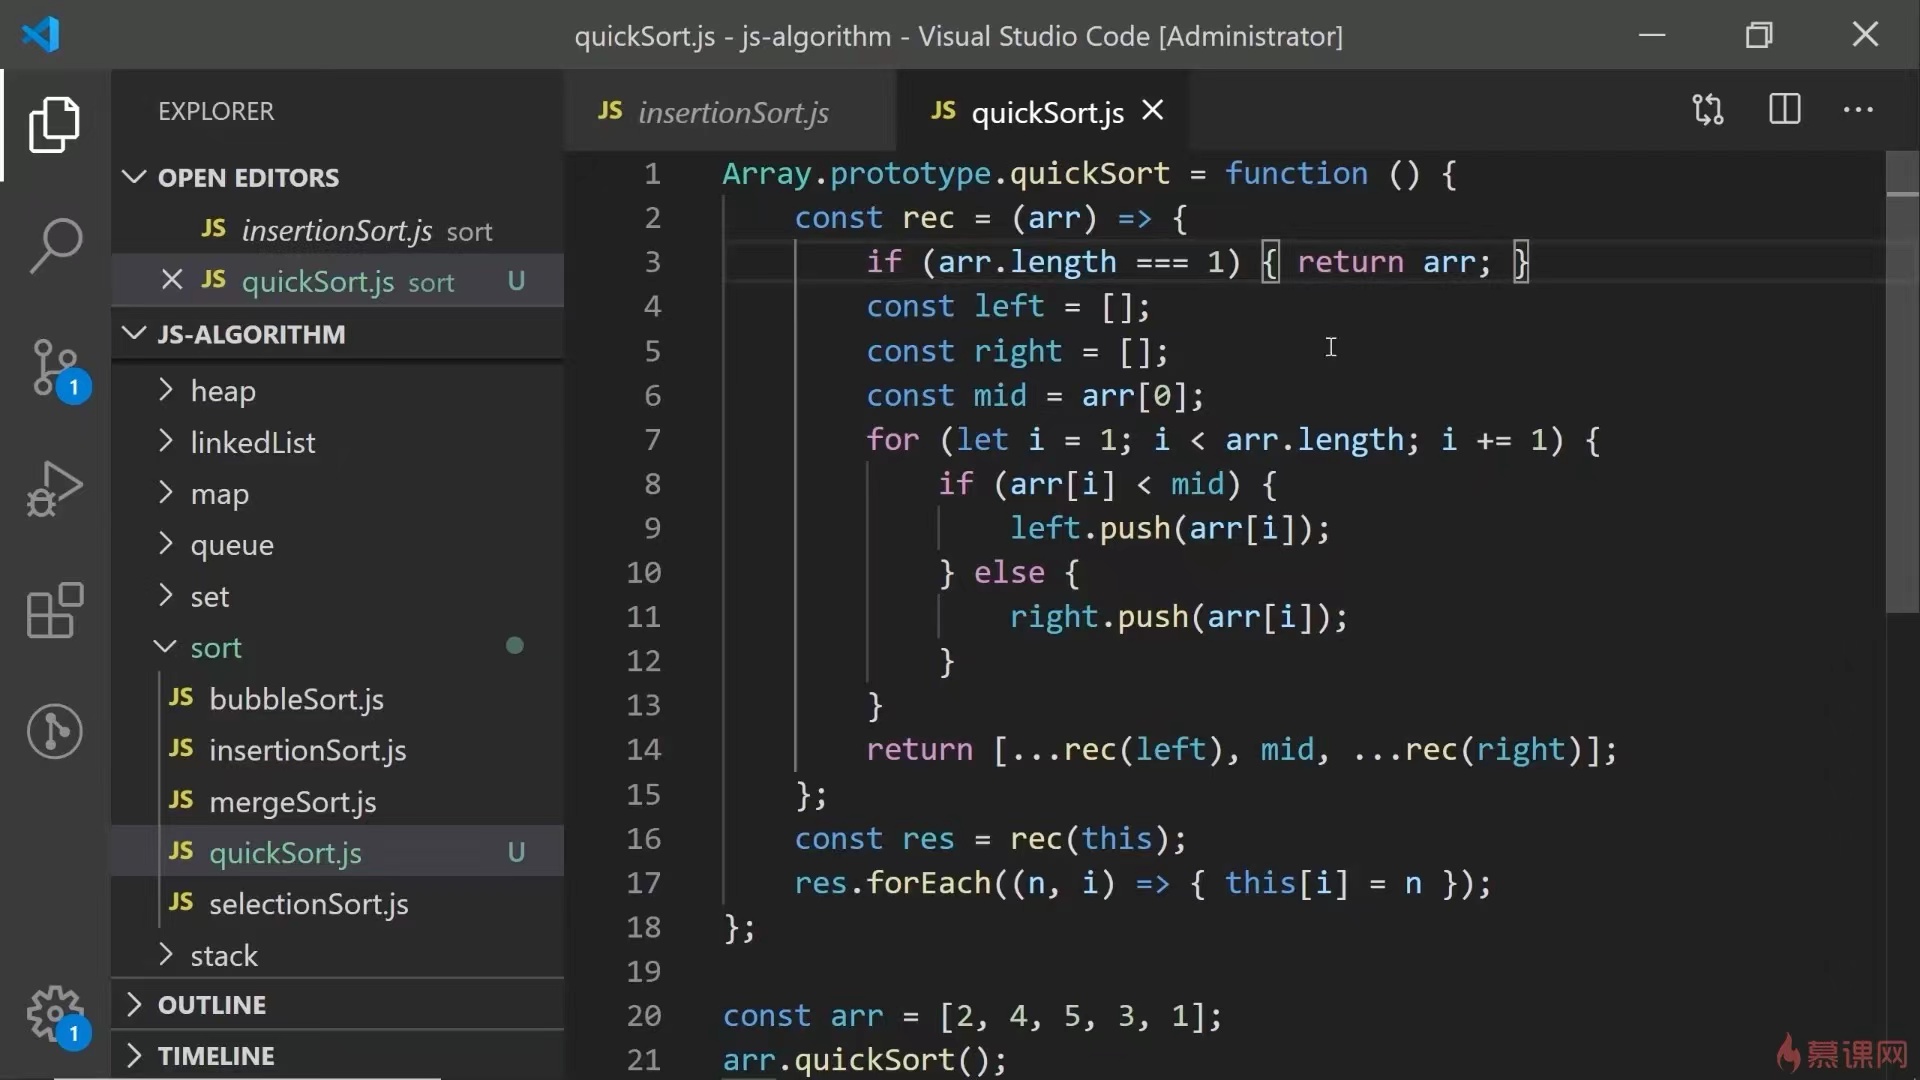 quickSort.js - js-algorithm - Visual Studio Code [Administrator]
EXPLORER
OPEN EDITORS
JS insertionSort.js sort
JS quickSort.js sort U
JS-ALGORITHM
heap
linkedList
map
queue
set
sort
JS bubbleSort.js
JS insertionSort.js
JS mergeSort.js
JS quickSort.js U
JS selectionSort.js
stack
OUTLINE
TIMELINE
1
1
JS insertionSort.js
JS quickSort.js
1 Array.prototype.quickSort = function () {
2     const rec = (arr) => {
3         if (arr.length === 1) { return arr; }
4         const left = [];
5         const right = [];
6         const mid = arr[0];
7         for (let i = 1; i < arr.length; i += 1) {
8             if (arr[i] < mid) {
9                 left.push(arr[i]);
10             } else {
11                 right.push(arr[i]);
12             }
13         }
14         return [...rec(left), mid, ...rec(right)];
15     };
16     const res = rec(this);
17     res.forEach((n, i) => { this[i] = n });
18 };
19
20 const arr = [2, 4, 5, 3, 1];
21 arr.quickSort();
慕课网